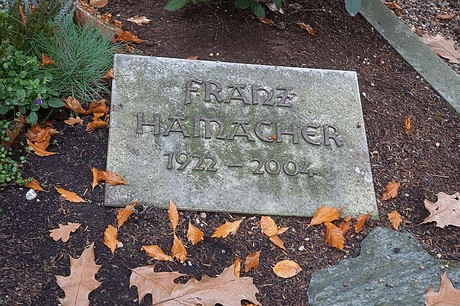 FRANZ
HAMACHER
1922 – 2004